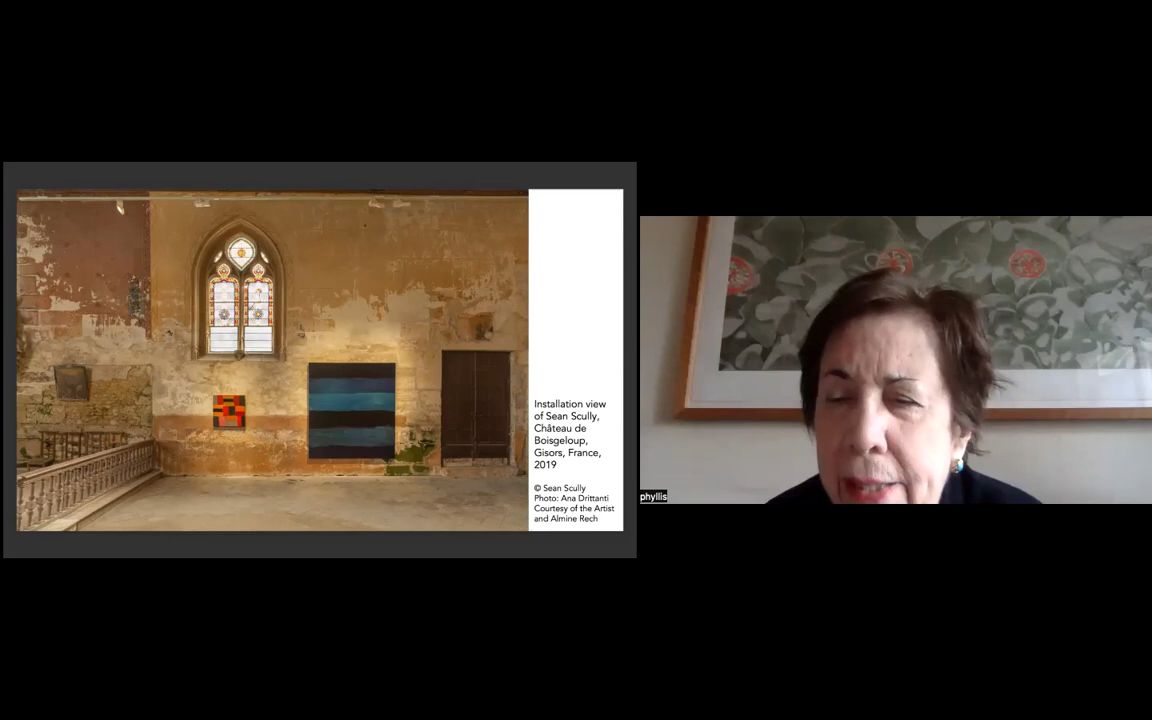 Installation view
of Sean Scully,
Château de
Boisgeloup,
Gisors, France,
2019
© Sean Scully
Photo: Ana Drittanti
Courtesy of the Artist
and Almine Rech
phyllis